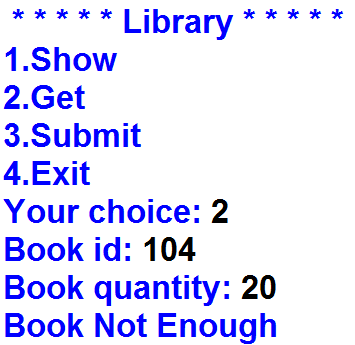 * * * * * Library * * * * *
1.Show
2.Get
3.Submit
4.Exit
Your choice: 2
Book id: 104
Book quantity: 20
Book Not Enough